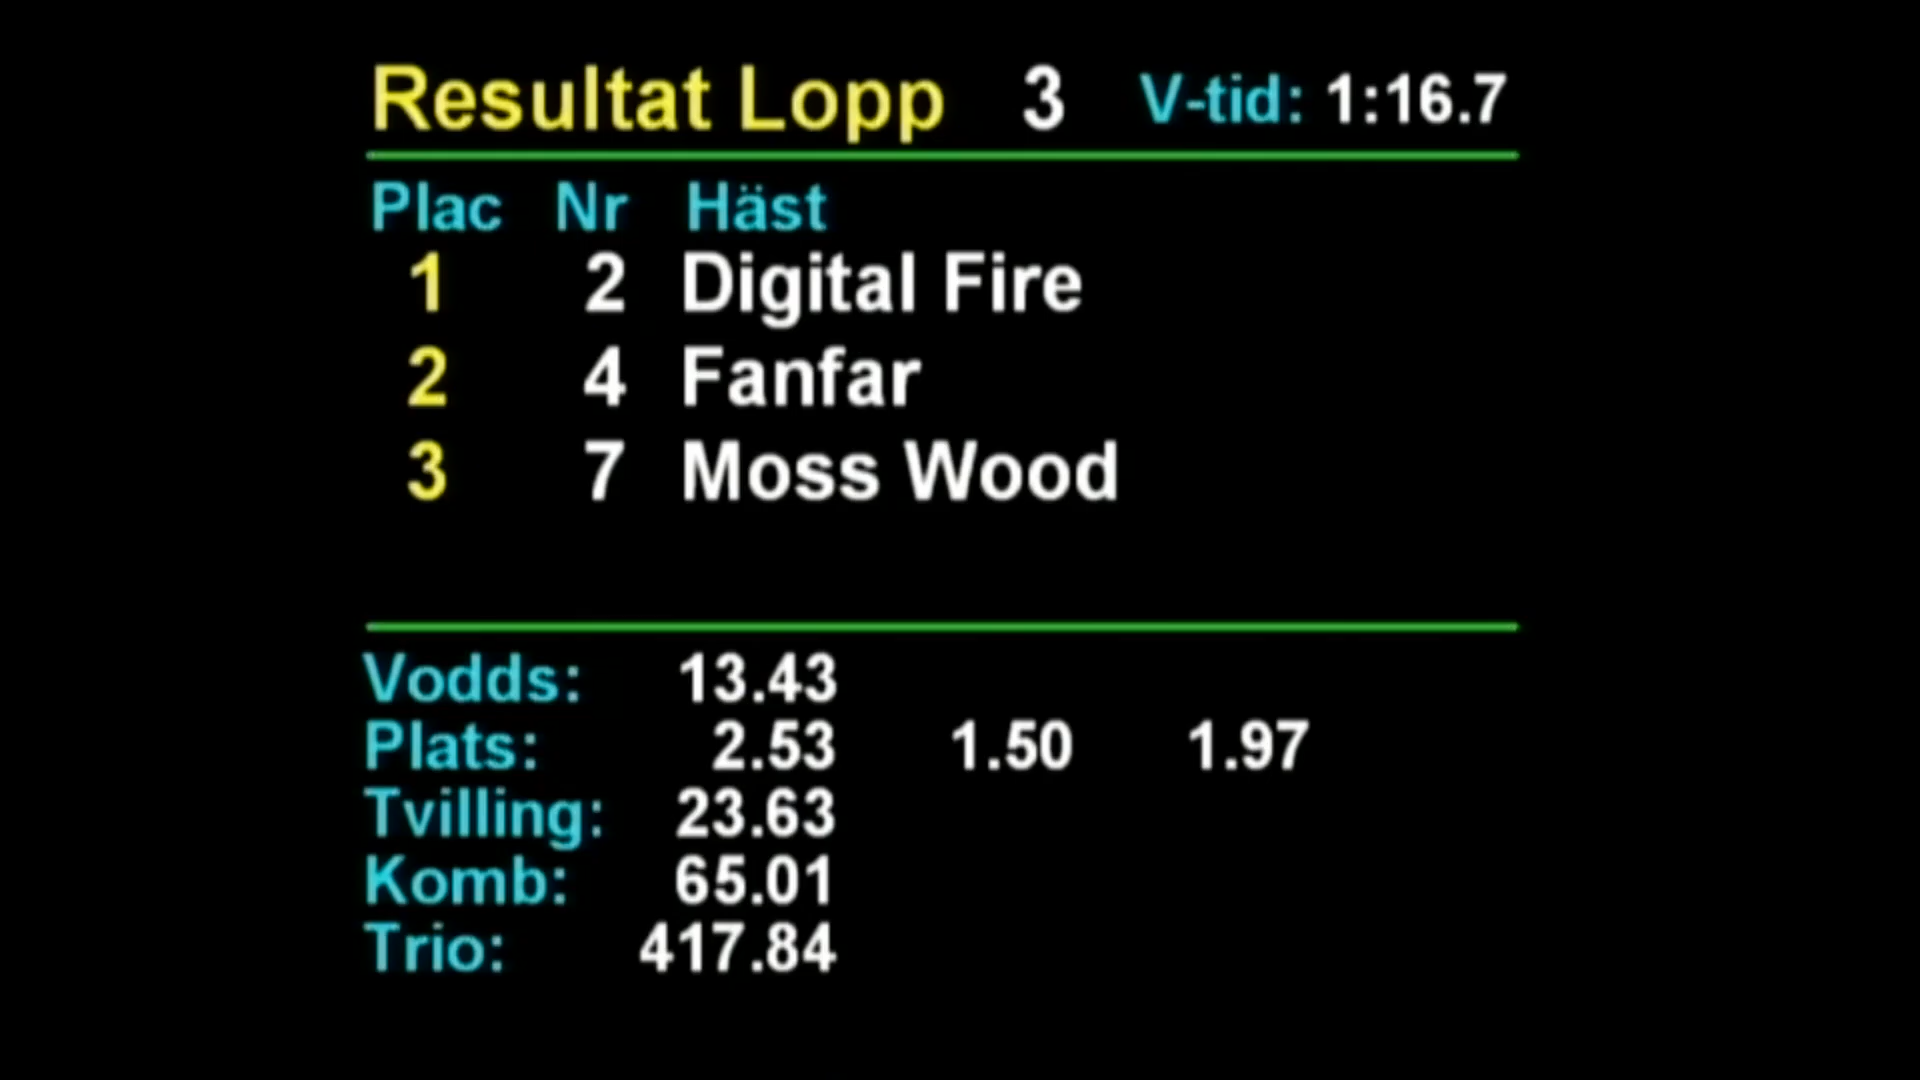 Resultat Lopp 3 V-tid: 1:16.7
Plac Nr Häst
1 2 Digital Fire
2 4 Fanfar
3 7 Moss Wood
Vodds: 13.43
Plats: 2.53 1.50 1.97
Tvilling: 23.63
Komb: 65.01
Trio: 417.84